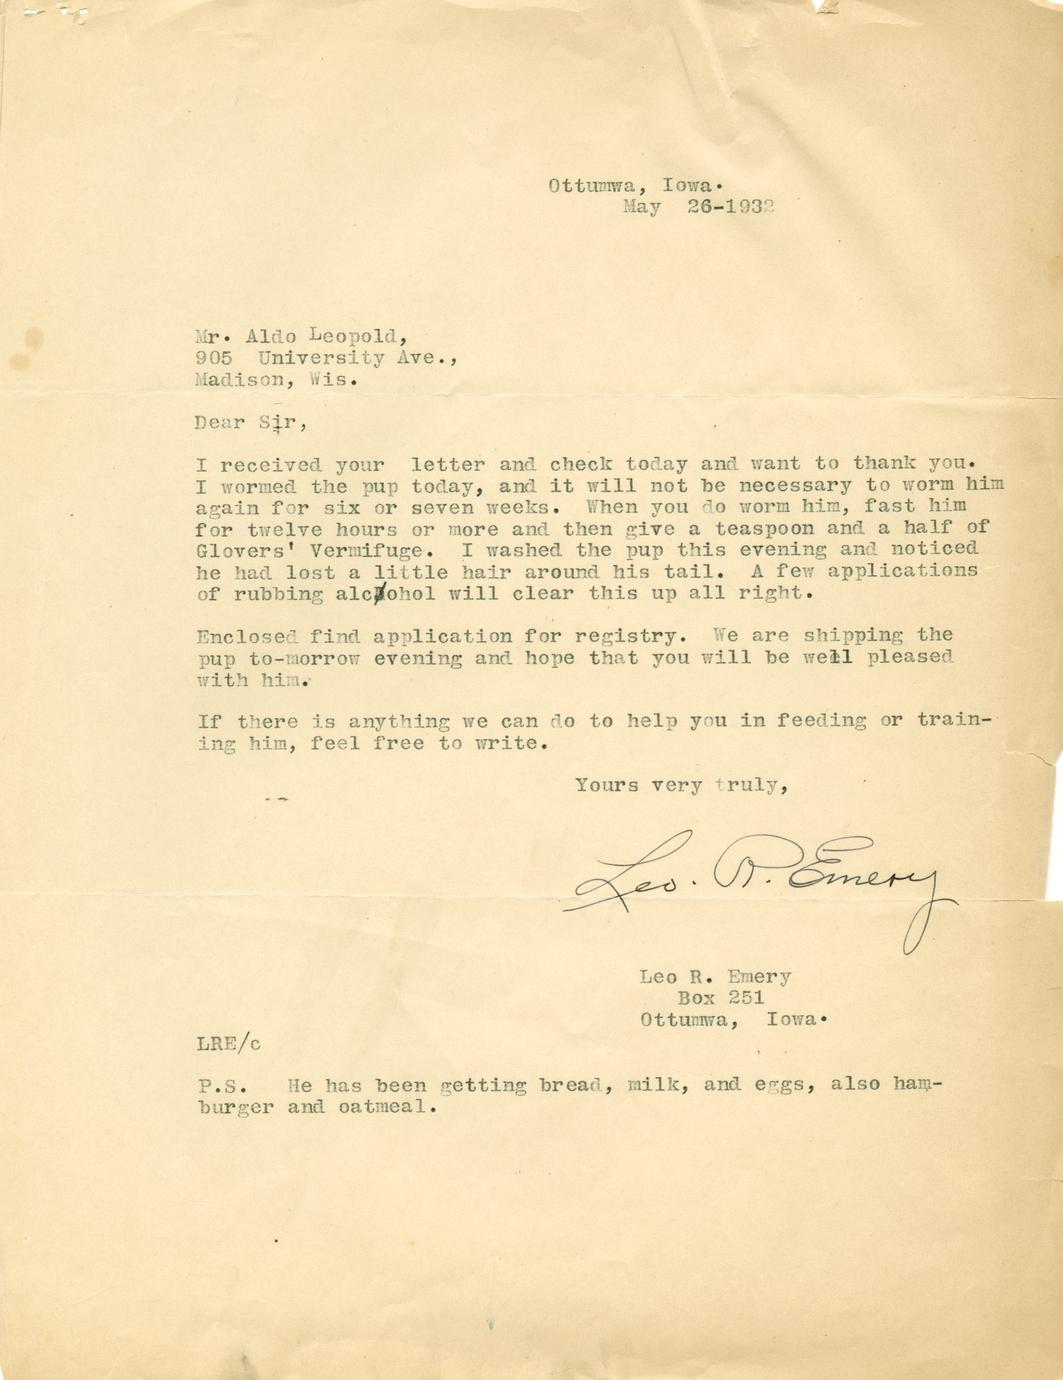 Ottumwa, Iowa.
May 26-1932
Mr. Aldo Leopold,
905 University Ave.,
Madison, Wis.
Dear Sir,
I received your letter and check today and want to thank you.
I wormed the pup today, and it will not be necessary to worm him
again for six or seven weeks. When you do worm him, fast him
for twelve hours or more and then give a teaspoon and a half of
Glovers' Vermifuge. I washed the pup this evening and noticed
he had lost a little hair around his tail. A few applications
of rubbing alcohol will clear this up all right.
Enclosed find application for registry. We are shipping the
pup to-morrow evening and hope that you will be well pleased
with him.
If there is anything we can do to help you in feeding or train-
ing him, feel free to write.
Yours very truly,
Leo. R. Emery
Leo R. Emery
Box 251
Ottumwa, Iowa.
LRE/c
P.S. He has been getting bread, milk, and eggs, also ham-
burger and oatmeal.